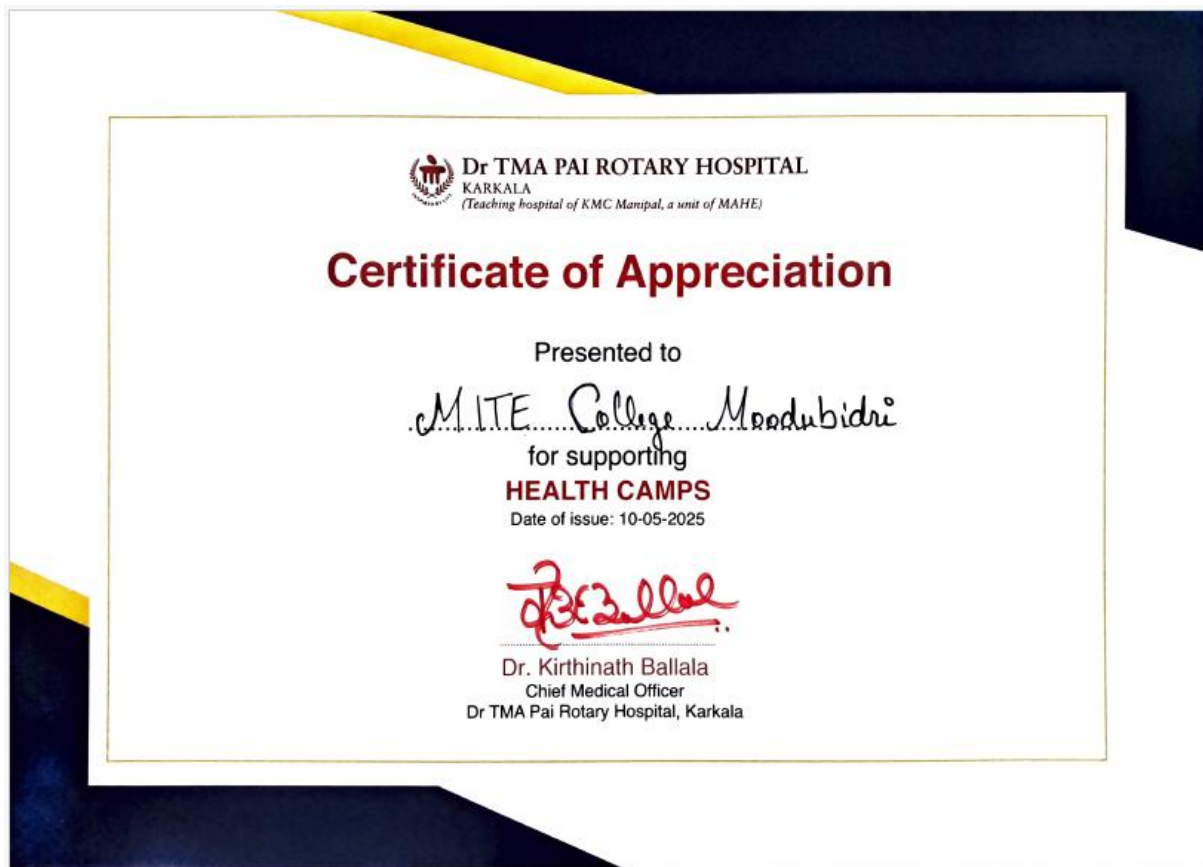 Dr TMA PAI ROTARY HOSPITAL
KARKALA
(Teaching hospital of KMC Manipal, a unit of MAHE)
Certificate of Appreciation
Presented to
MITE College Moodubidri
for supporting
HEALTH CAMPS
Date of issue: 10-05-2025
Dr. Kirthinath Ballala
Chief Medical Officer
Dr TMA Pai Rotary Hospital, Karkala